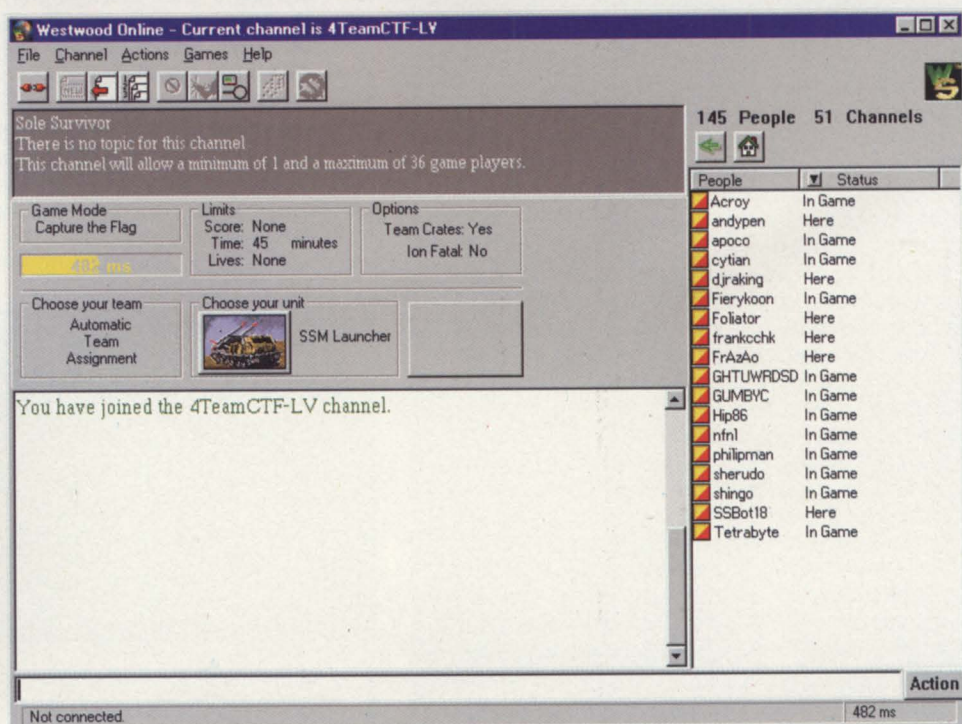 Westwood Online - Current channel is 4TeamCTF-LV
File Channel Actions Games Help
NEW
WS
Sole Survivor
There is no topic for this channel
This channel will allow a minimum of 1 and a maximum of 36 game players.
145 People 51 Channels
Game Mode
Capture the Flag
482 ms
Limits
Score: None
Time: 45 minutes
Lives: None
Options
Team Crates: Yes
Ion Fatal: No
Choose your team
Automatic
Team
Assignment
Choose your unit
SSM Launcher
You have joined the 4TeamCTF-LV channel.
People Status
Acroy In Game
andypen Here
apoco In Game
cytian In Game
djraking Here
Fierykoon In Game
Foliator Here
frankcchk Here
FrAzAo Here
GHTUWRDSD In Game
GUMBYC In Game
Hip86 In Game
nfn1 In Game
philipman In Game
sherudo In Game
shingo In Game
SSBot18 Here
Tetrabyte In Game
Action
Not connected.
482 ms